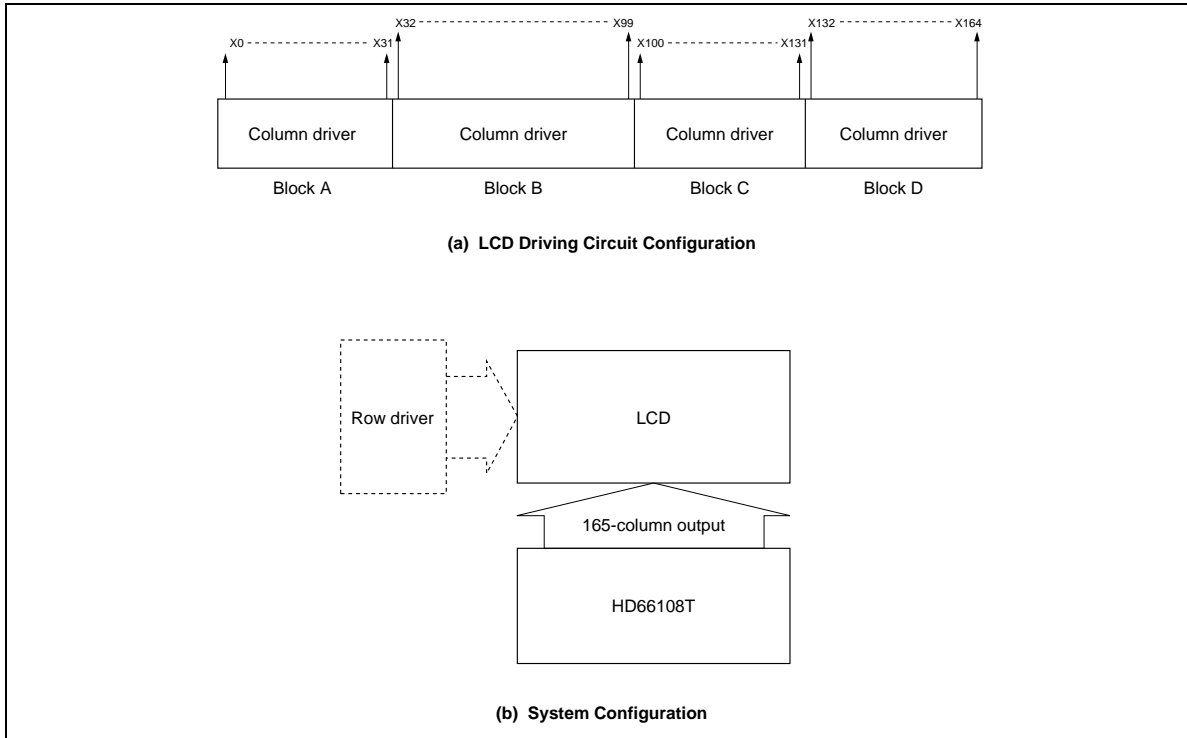 X32 X99 X132 X164
X0 X31 X100 X131
Column driver Column driver Column driver Column driver
Block A Block B Block C Block D
(a) LCD Driving Circuit Configuration
Row driver LCD
165-column output
HD66108T
(b) System Configuration